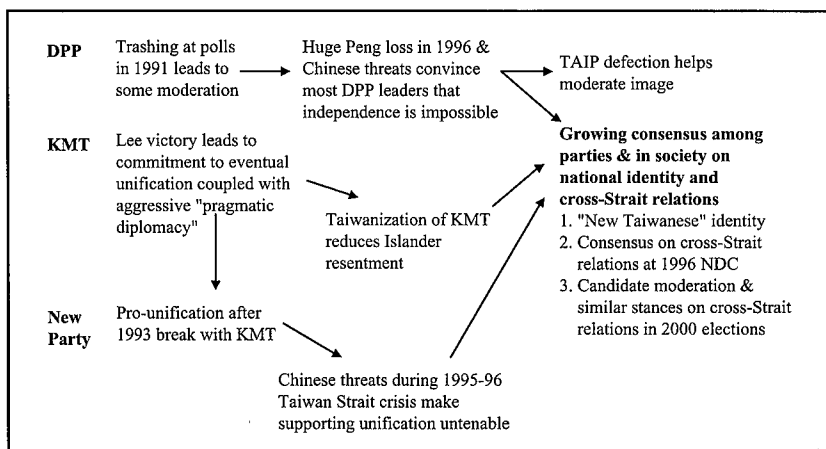 DPP
Trashing at polls
in 1991 leads to
some moderation
Huge Peng loss in 1996 &
Chinese threats convince
most DPP leaders that
independence is impossible
TAIP defection helps
moderate image
KMT
Lee victory leads to
commitment to eventual
unification coupled with
aggressive "pragmatic
diplomacy"
Taiwanization of KMT
reduces Islander
resentment
Growing consensus among
parties & in society on
national identity and
cross-Strait relations
1. "New Taiwanese" identity
2. Consensus on cross-Strait
relations at 1996 NDC
3. Candidate moderation &
similar stances on cross-Strait
relations in 2000 elections
New
Party
Pro-unification after
1993 break with KMT
Chinese threats during 1995-96
Taiwan Strait crisis make
supporting unification untenable